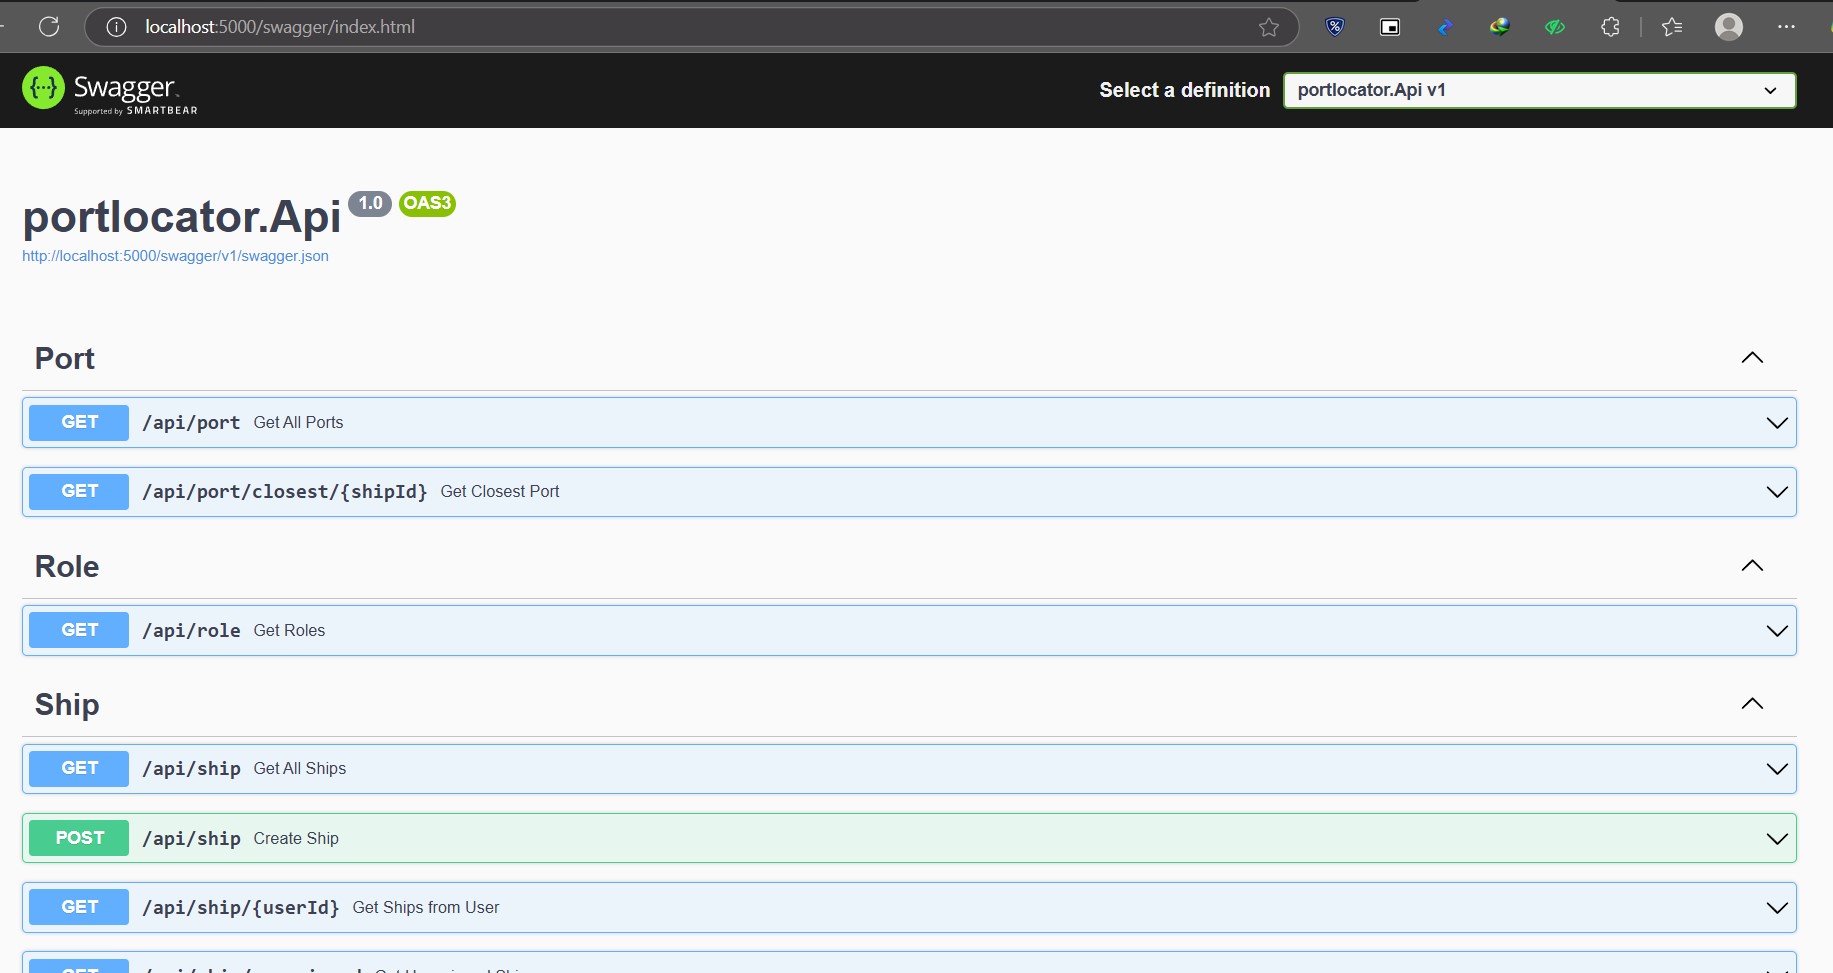 localhost:5000/swagger/index.html
Swagger
Supported by SMARTBEAR
Select a definition
portlocator.Api v1
portlocator.Api 1.0 OAS3
http://localhost:5000/swagger/v1/swagger.json
Port
GET /api/port Get All Ports
GET /api/port/closest/{shipId} Get Closest Port
Role
GET /api/role Get Roles
Ship
GET /api/ship Get All Ships
POST /api/ship Create Ship
GET /api/ship/{userId} Get Ships from User
GET